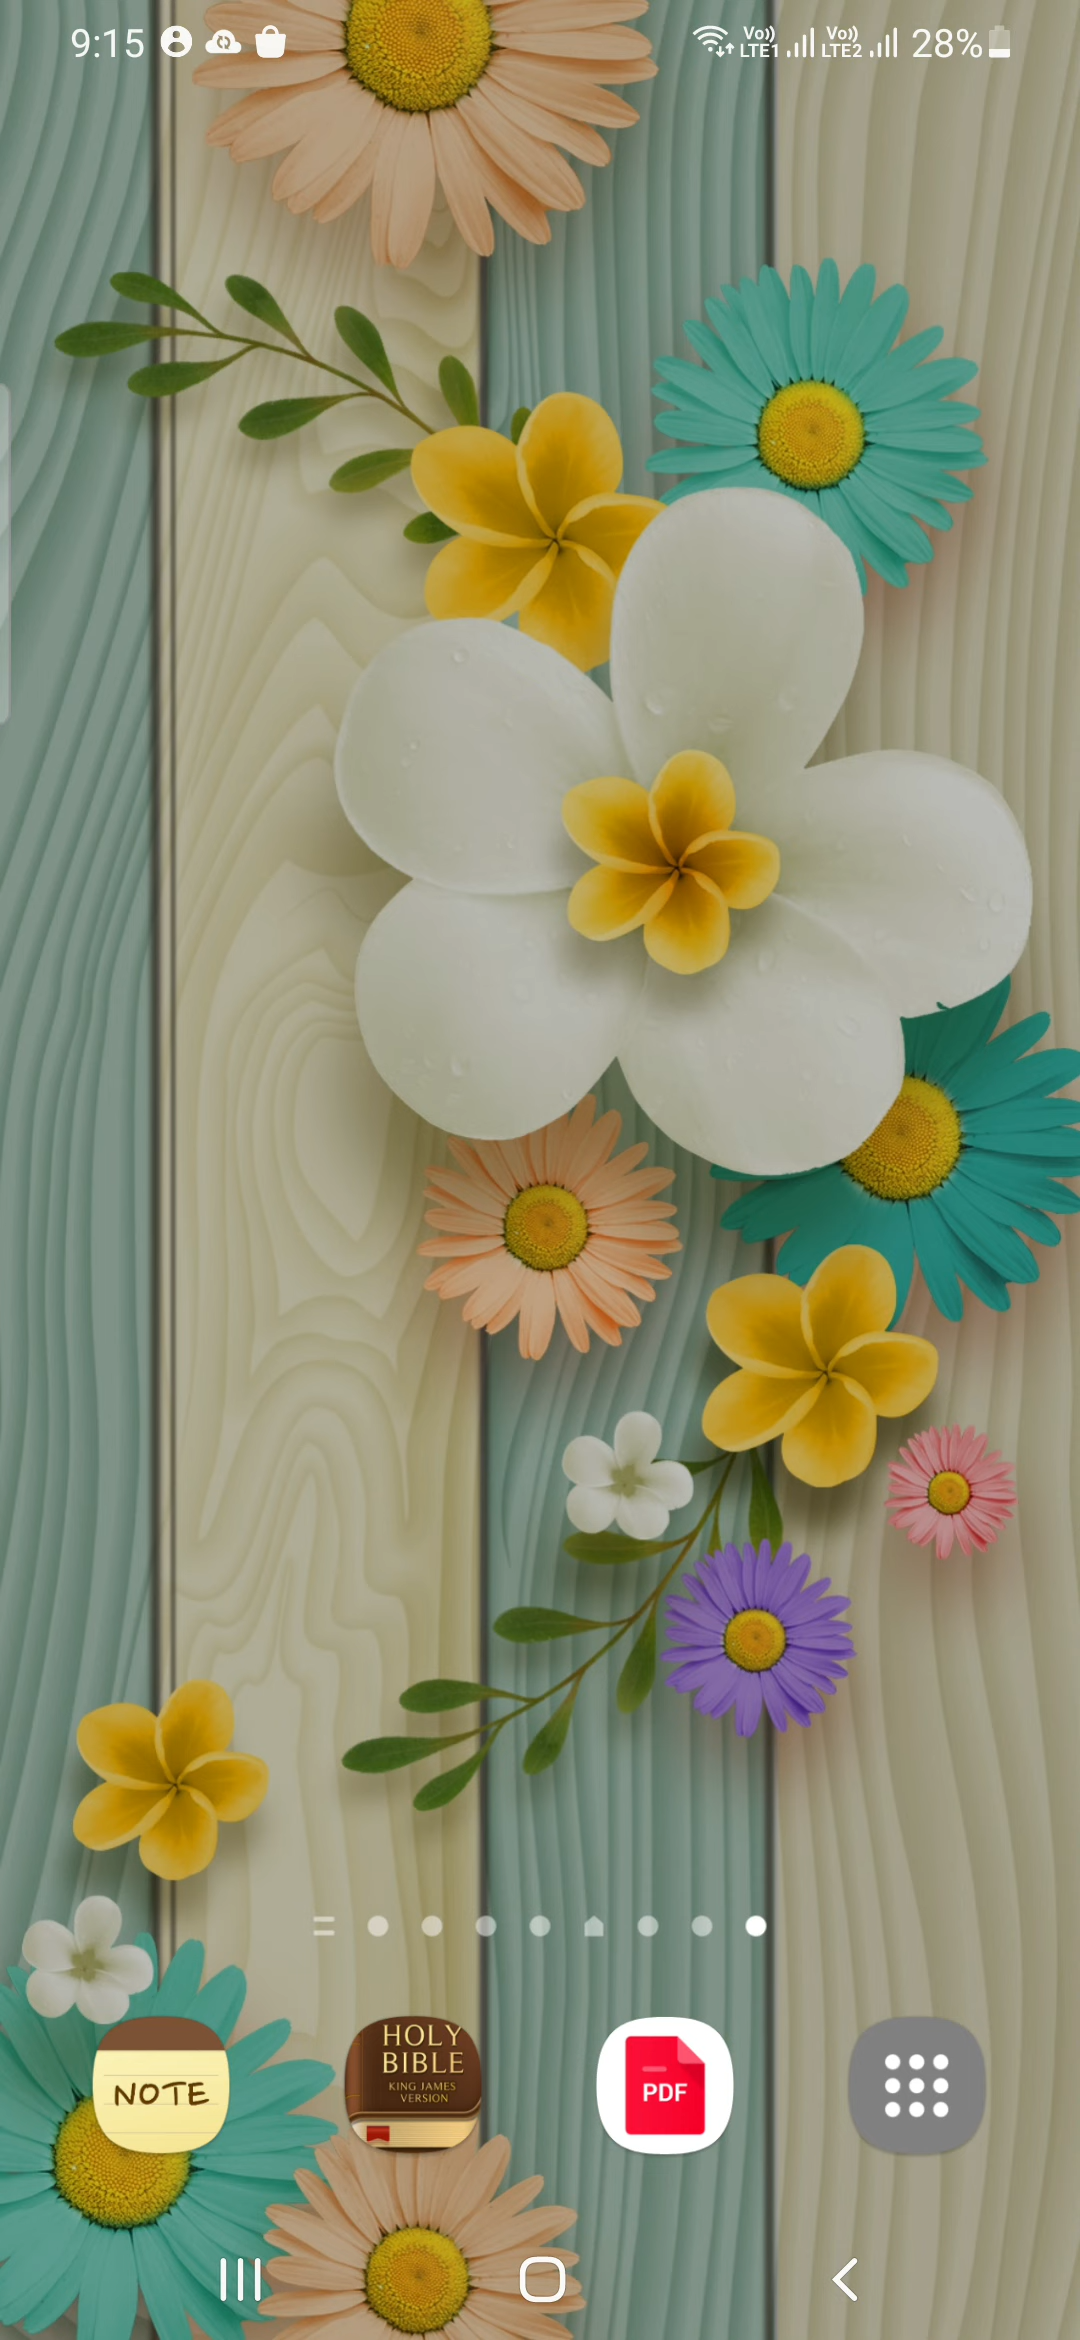 9:15 Vo)) LTE1 Vo)) LTE2 28%
NOTE
HOLY
BIBLE
KING JAMES
VERSION
PDF